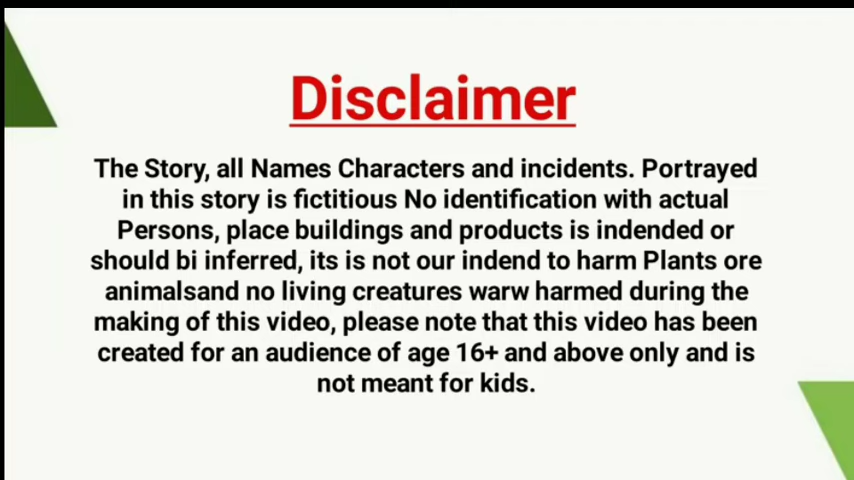 Disclaimer
The Story, all Names Characters and incidents. Portrayed
in this story is fictitious No identification with actual
Persons, place buildings and products is indended or
should bi inferred, its is not our indend to harm Plants ore
animalsand no living creatures warw harmed during the
making of this video, please note that this video has been
created for an audience of age 16+ and above only and is
not meant for kids.